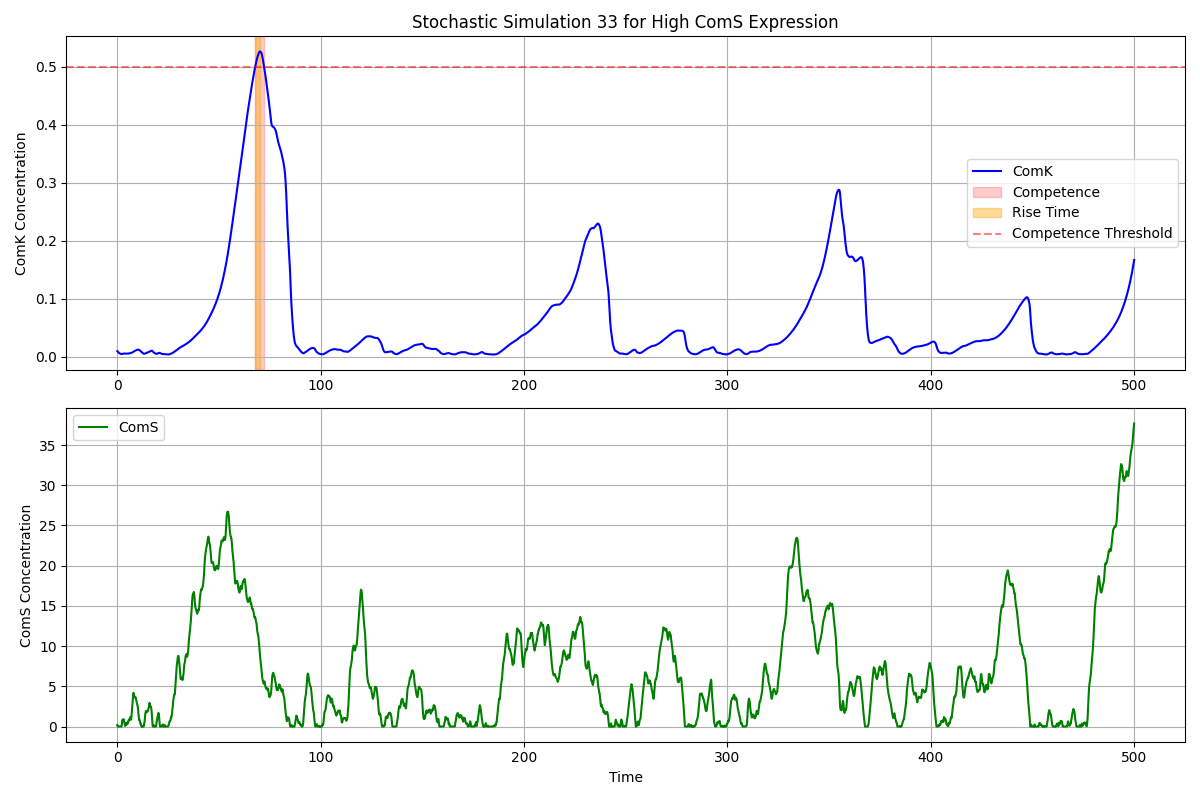 Stochastic Simulation 33 for High ComS Expression
ComK Concentration
0.5
0.4
0.3
0.2
0.1
0.0
0 100 200 300 400 500
ComK
Competence
Rise Time
Competence Threshold
ComS Concentration
35
30
25
20
15
10
5
0
ComS
0 100 200 300 400 500
Time